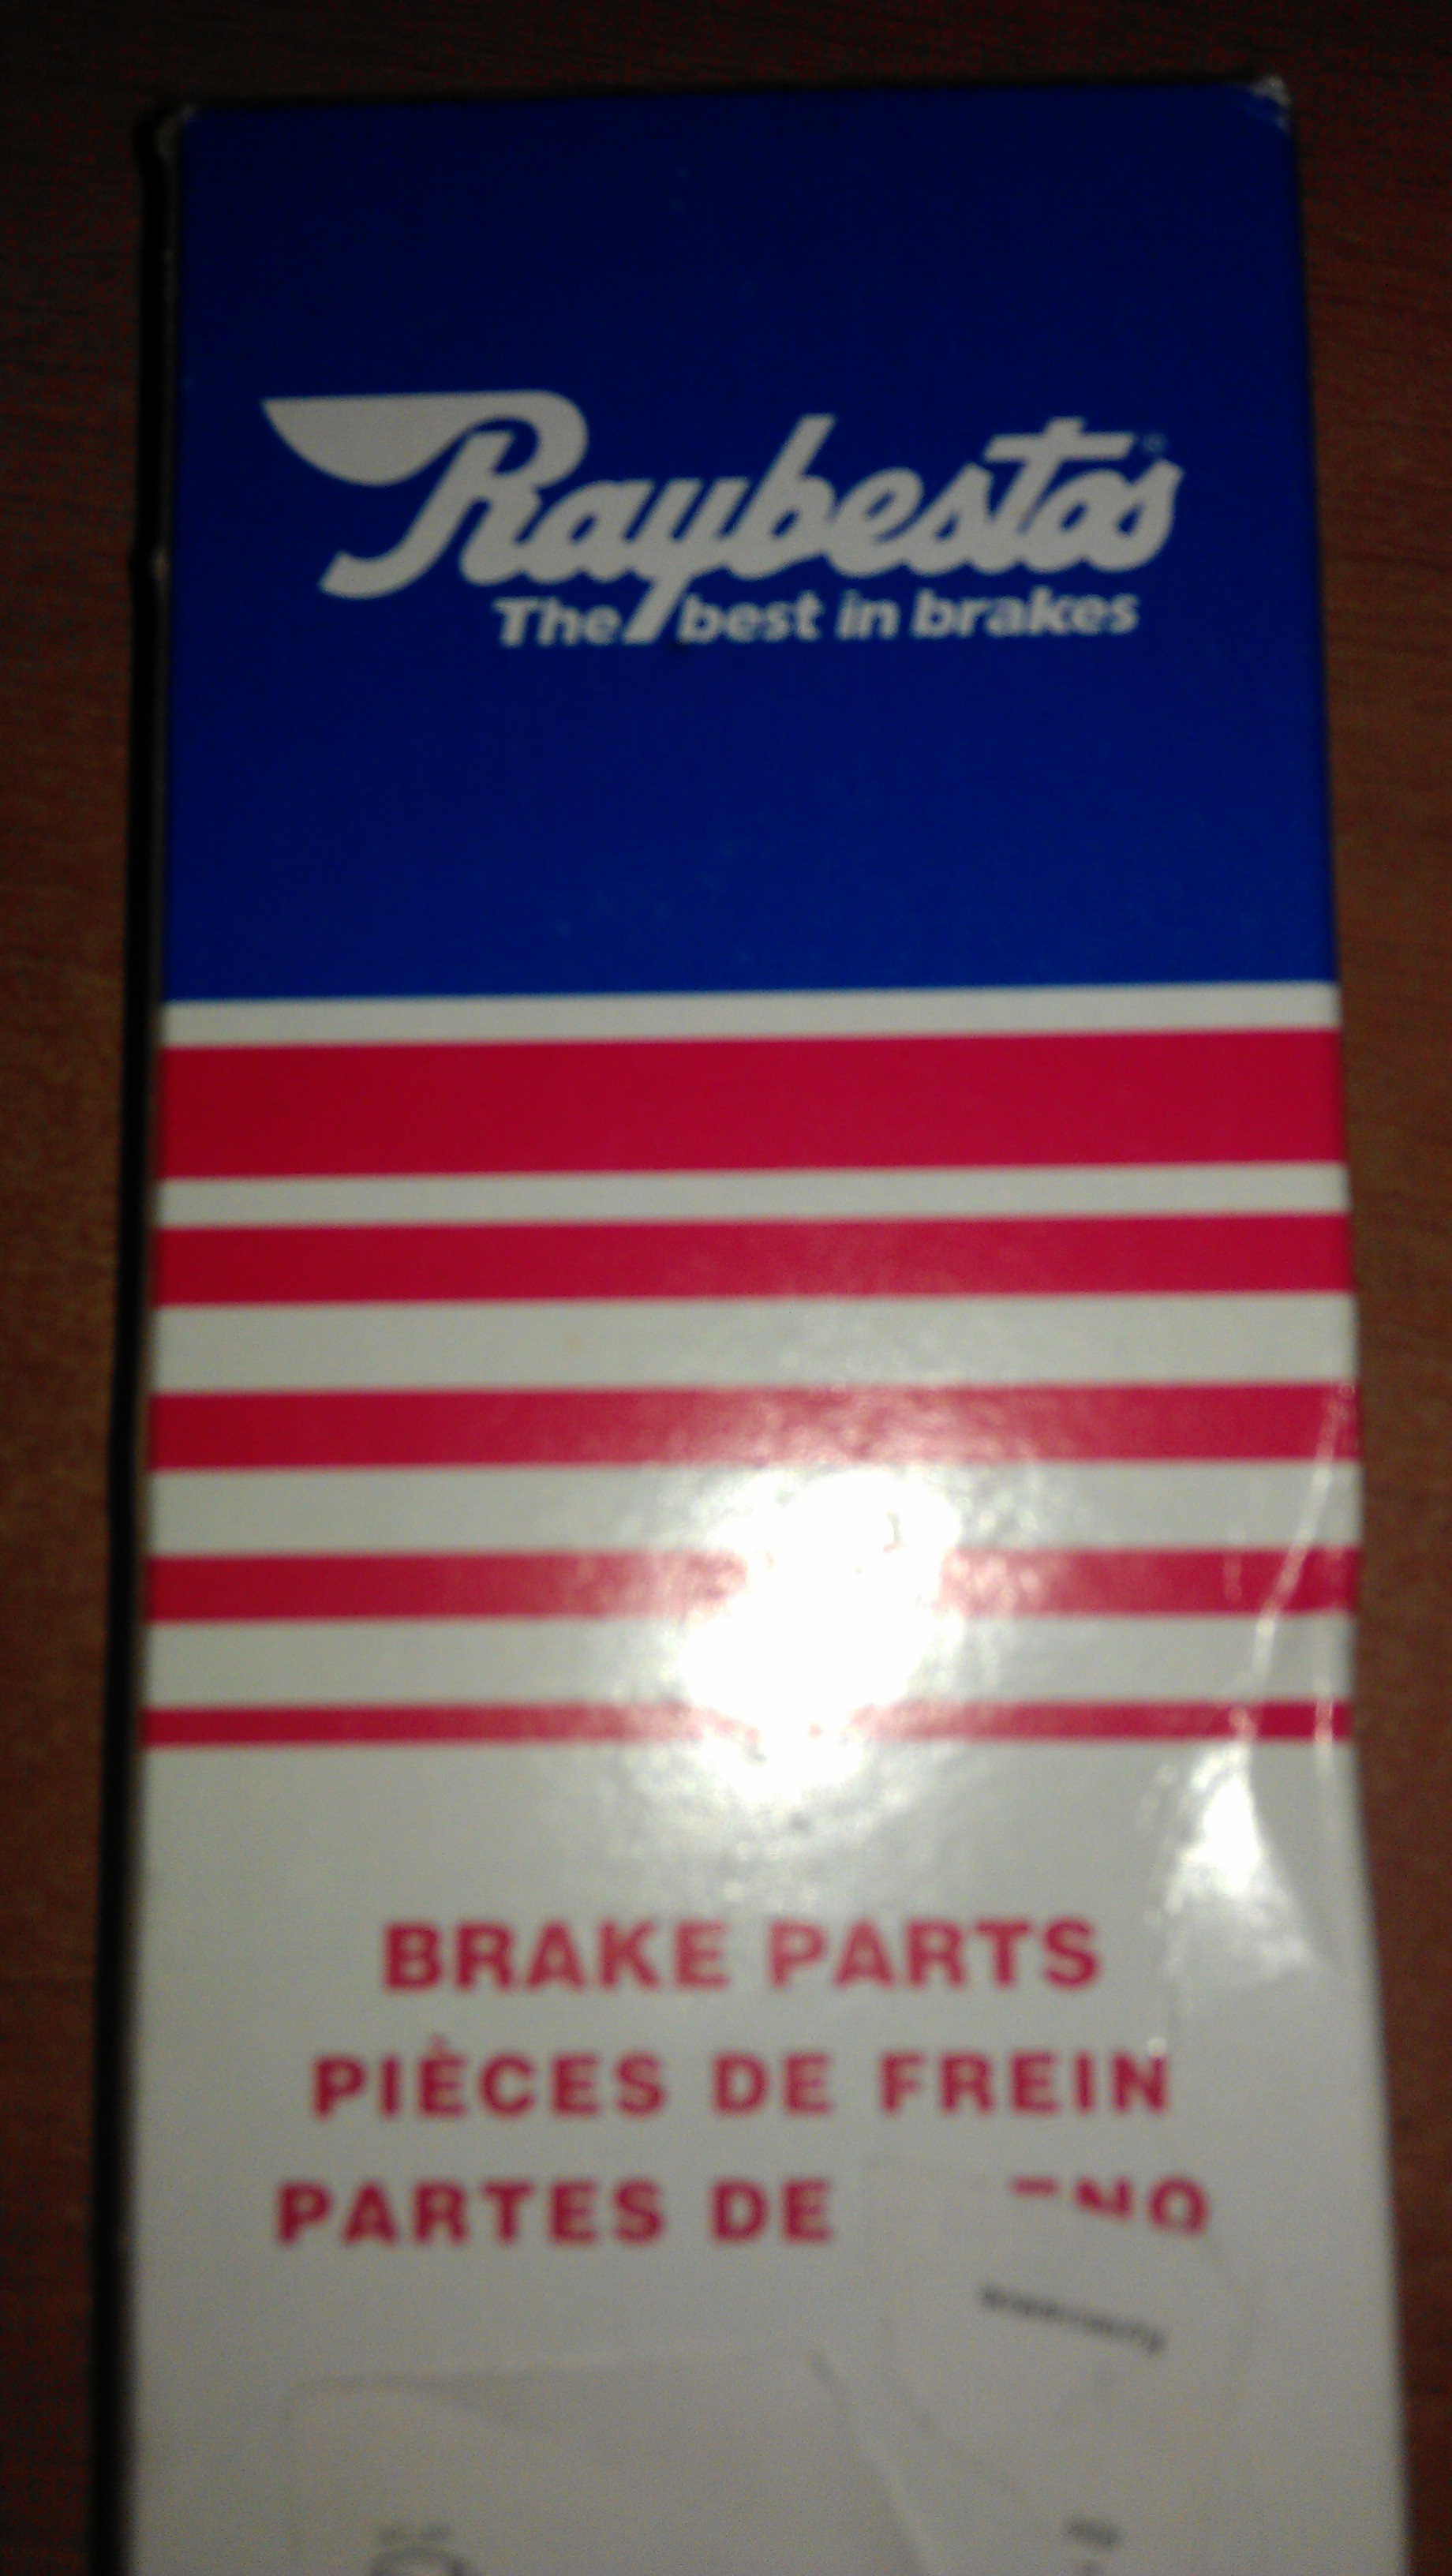 Raybestos®
The best in brakes
BRAKE PARTS
PIÈCES DE FREIN
PARTES DE